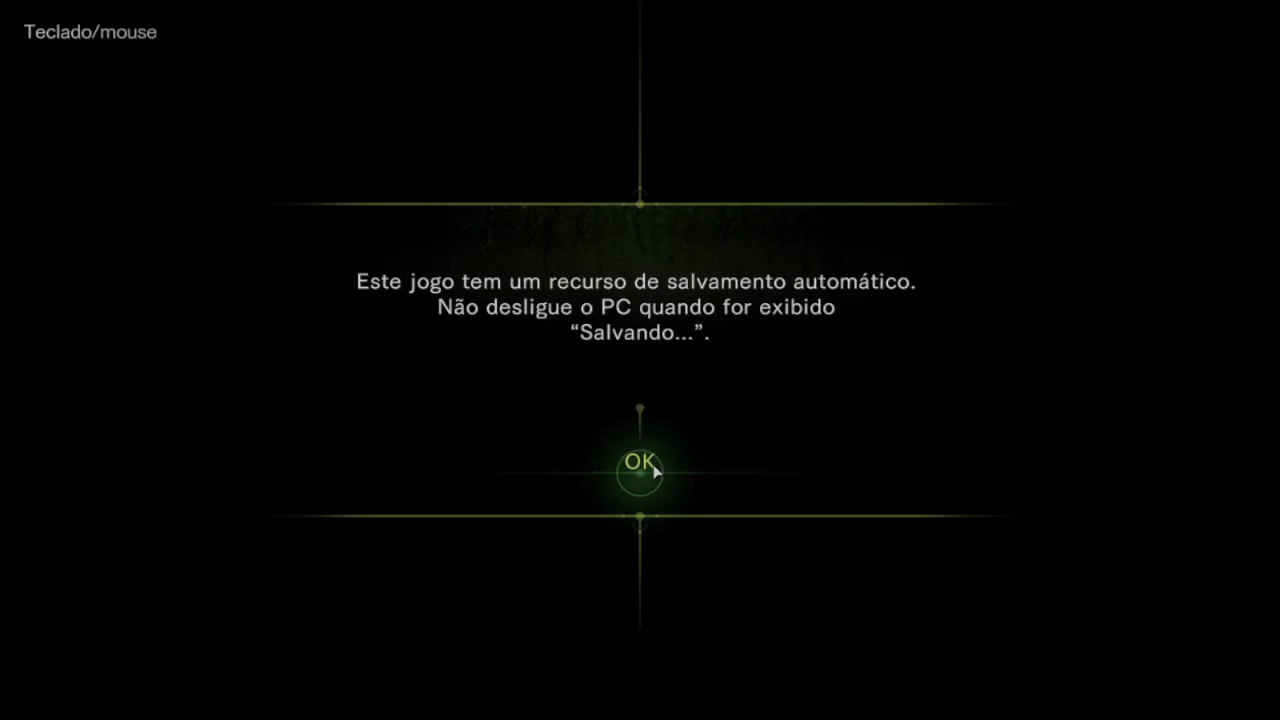 Teclado/mouse
Este jogo tem um recurso de salvamento automático.
Não desligue o PC quando for exibido
“Salvando...”.
OK